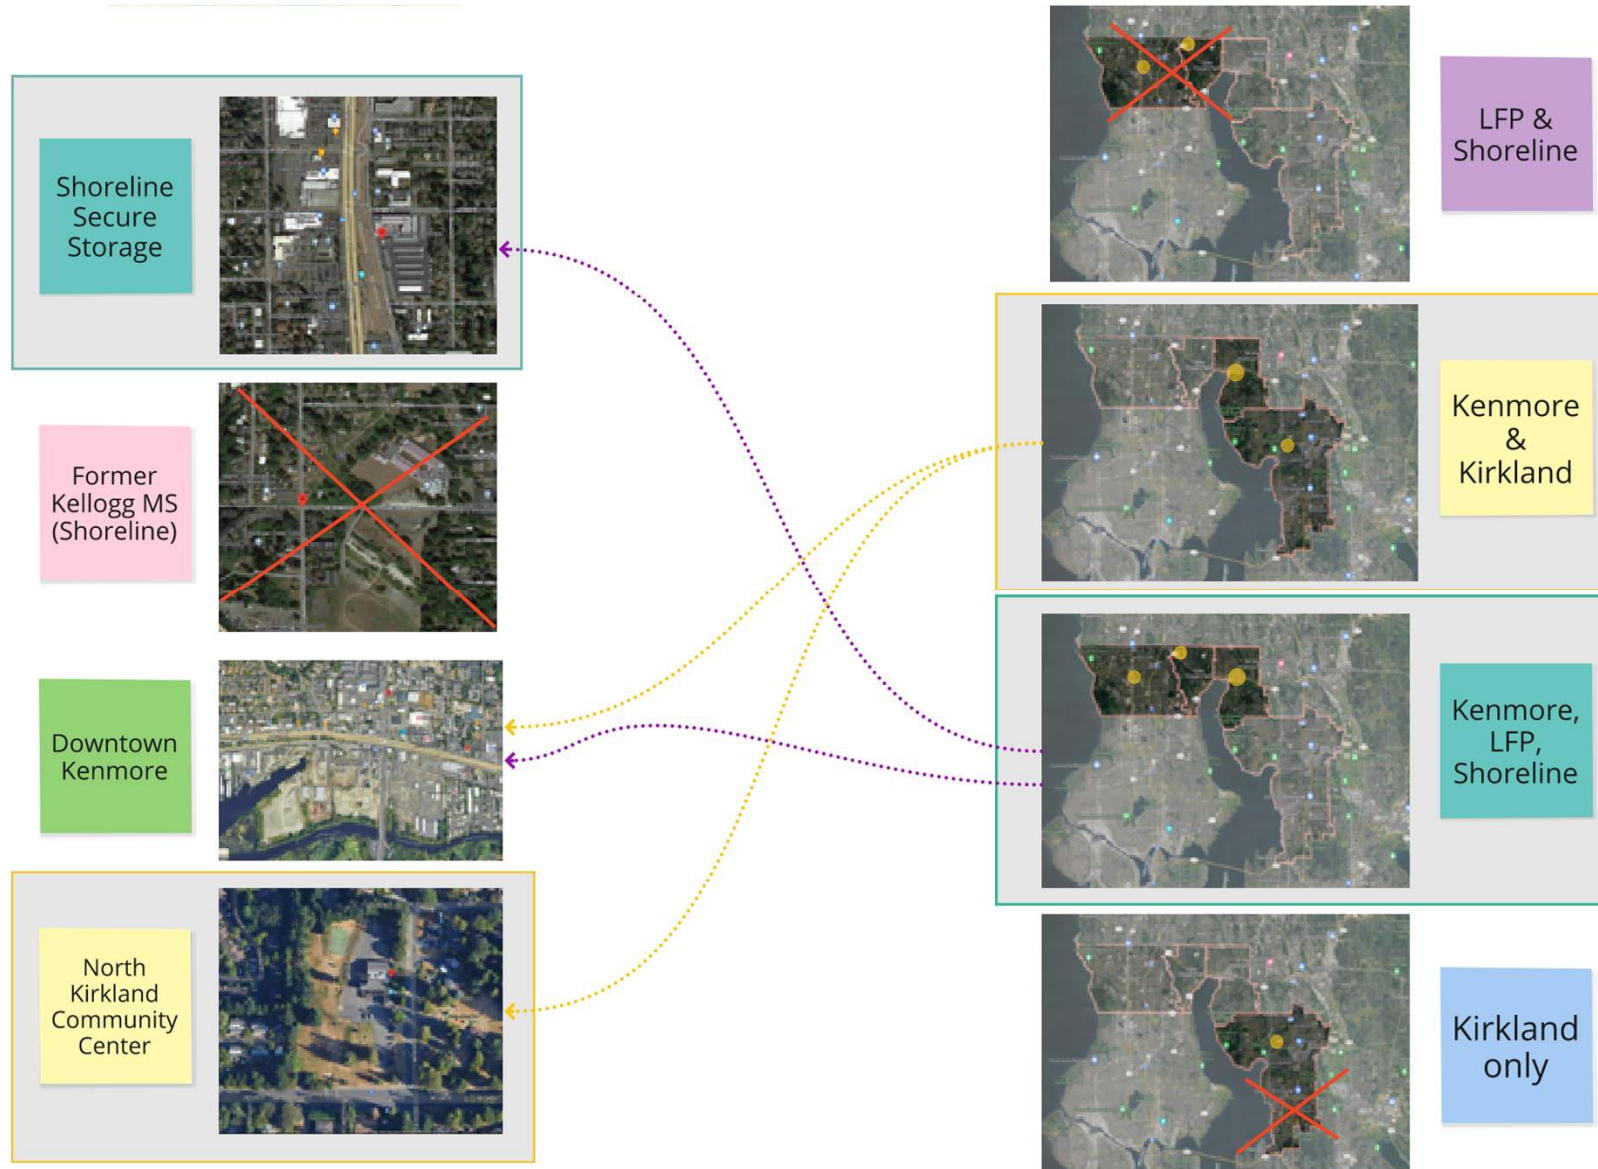 Shoreline
Secure
Storage
Former
Kellogg MS
(Shoreline)
Downtown
Kenmore
North
Kirkland
Community
Center
LFP &
Shoreline
Kenmore
&
Kirkland
Kenmore,
LFP,
Shoreline
Kirkland
only